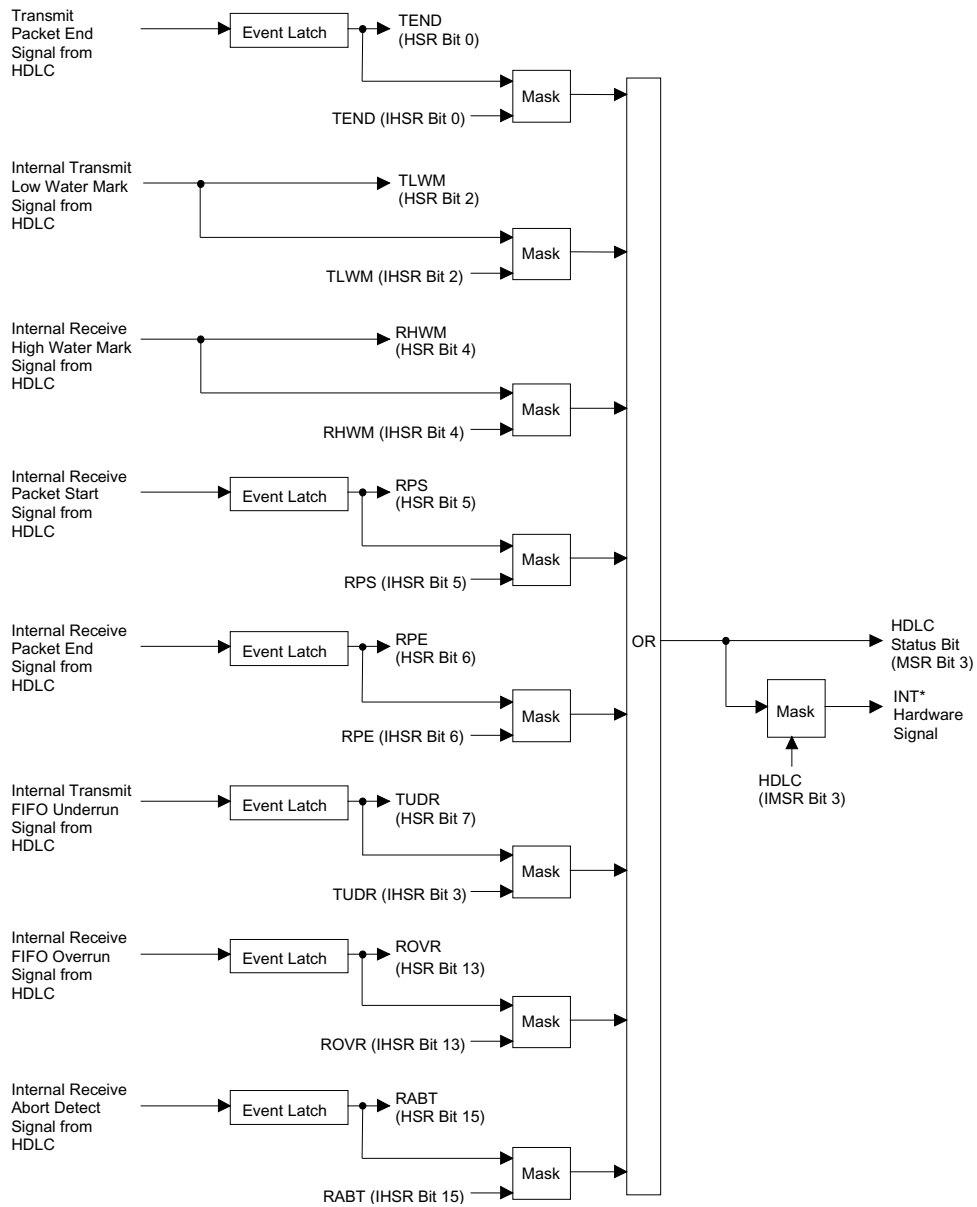 Transmit
Packet End
Signal from
HDLC
Event Latch
TEND
(HSR Bit 0)
Mask
TEND (IHSR Bit 0)
Internal Transmit
Low Water Mark
Signal from
HDLC
TLWM
(HSR Bit 2)
Mask
TLWM (IHSR Bit 2)
Internal Receive
High Water Mark
Signal from
HDLC
RHWM
(HSR Bit 4)
Mask
RHWM (IHSR Bit 4)
Internal Receive
Packet Start
Signal from
HDLC
Event Latch
RPS
(HSR Bit 5)
Mask
RPS (IHSR Bit 5)
Internal Receive
Packet End
Signal from
HDLC
Event Latch
RPE
(HSR Bit 6)
Mask
RPE (IHSR Bit 6)
Internal Transmit
FIFO Underrun
Signal from
HDLC
Event Latch
TUDR
(HSR Bit 7)
Mask
TUDR (IHSR Bit 3)
Internal Receive
FIFO Overrun
Signal from
HDLC
Event Latch
ROVR
(HSR Bit 13)
Mask
ROVR (IHSR Bit 13)
Internal Receive
Abort Detect
Signal from
HDLC
Event Latch
RABT
(HSR Bit 15)
Mask
RABT (IHSR Bit 15)
OR
HDLC
Status Bit
(MSR Bit 3)
Mask
INT*
Hardware
Signal
HDLC
(IMSR Bit 3)